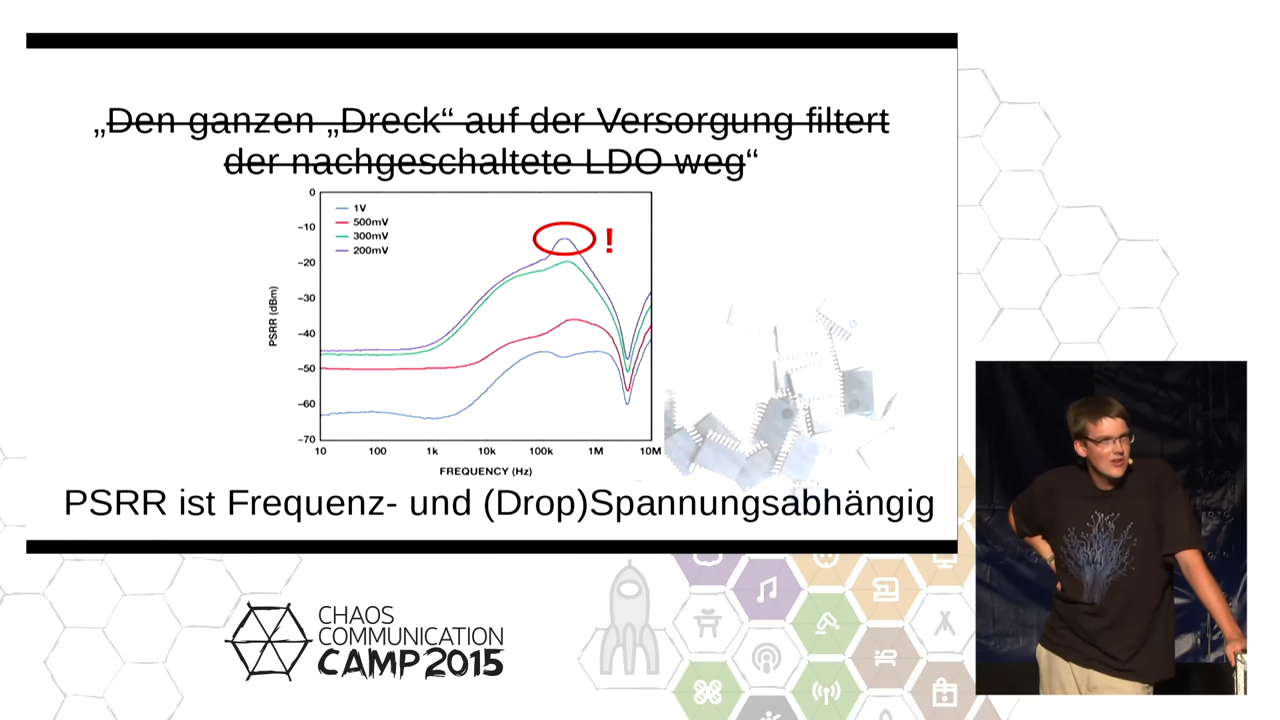 „Den ganzen „Dreck“ auf der Versorgung filtert
der nachgeschaltete LDO weg“
0
1V
500mV
300mV
200mV
–10
–20
–30
–40
–50
–60
–70
!
PSRR (dBm)
10 100 1k 10k 100k 1M 10M
FREQUENCY (Hz)
PSRR ist Frequenz- und (Drop)Spannungsabhängig
CHAOS
COMMUNICATION
CAMP 2015